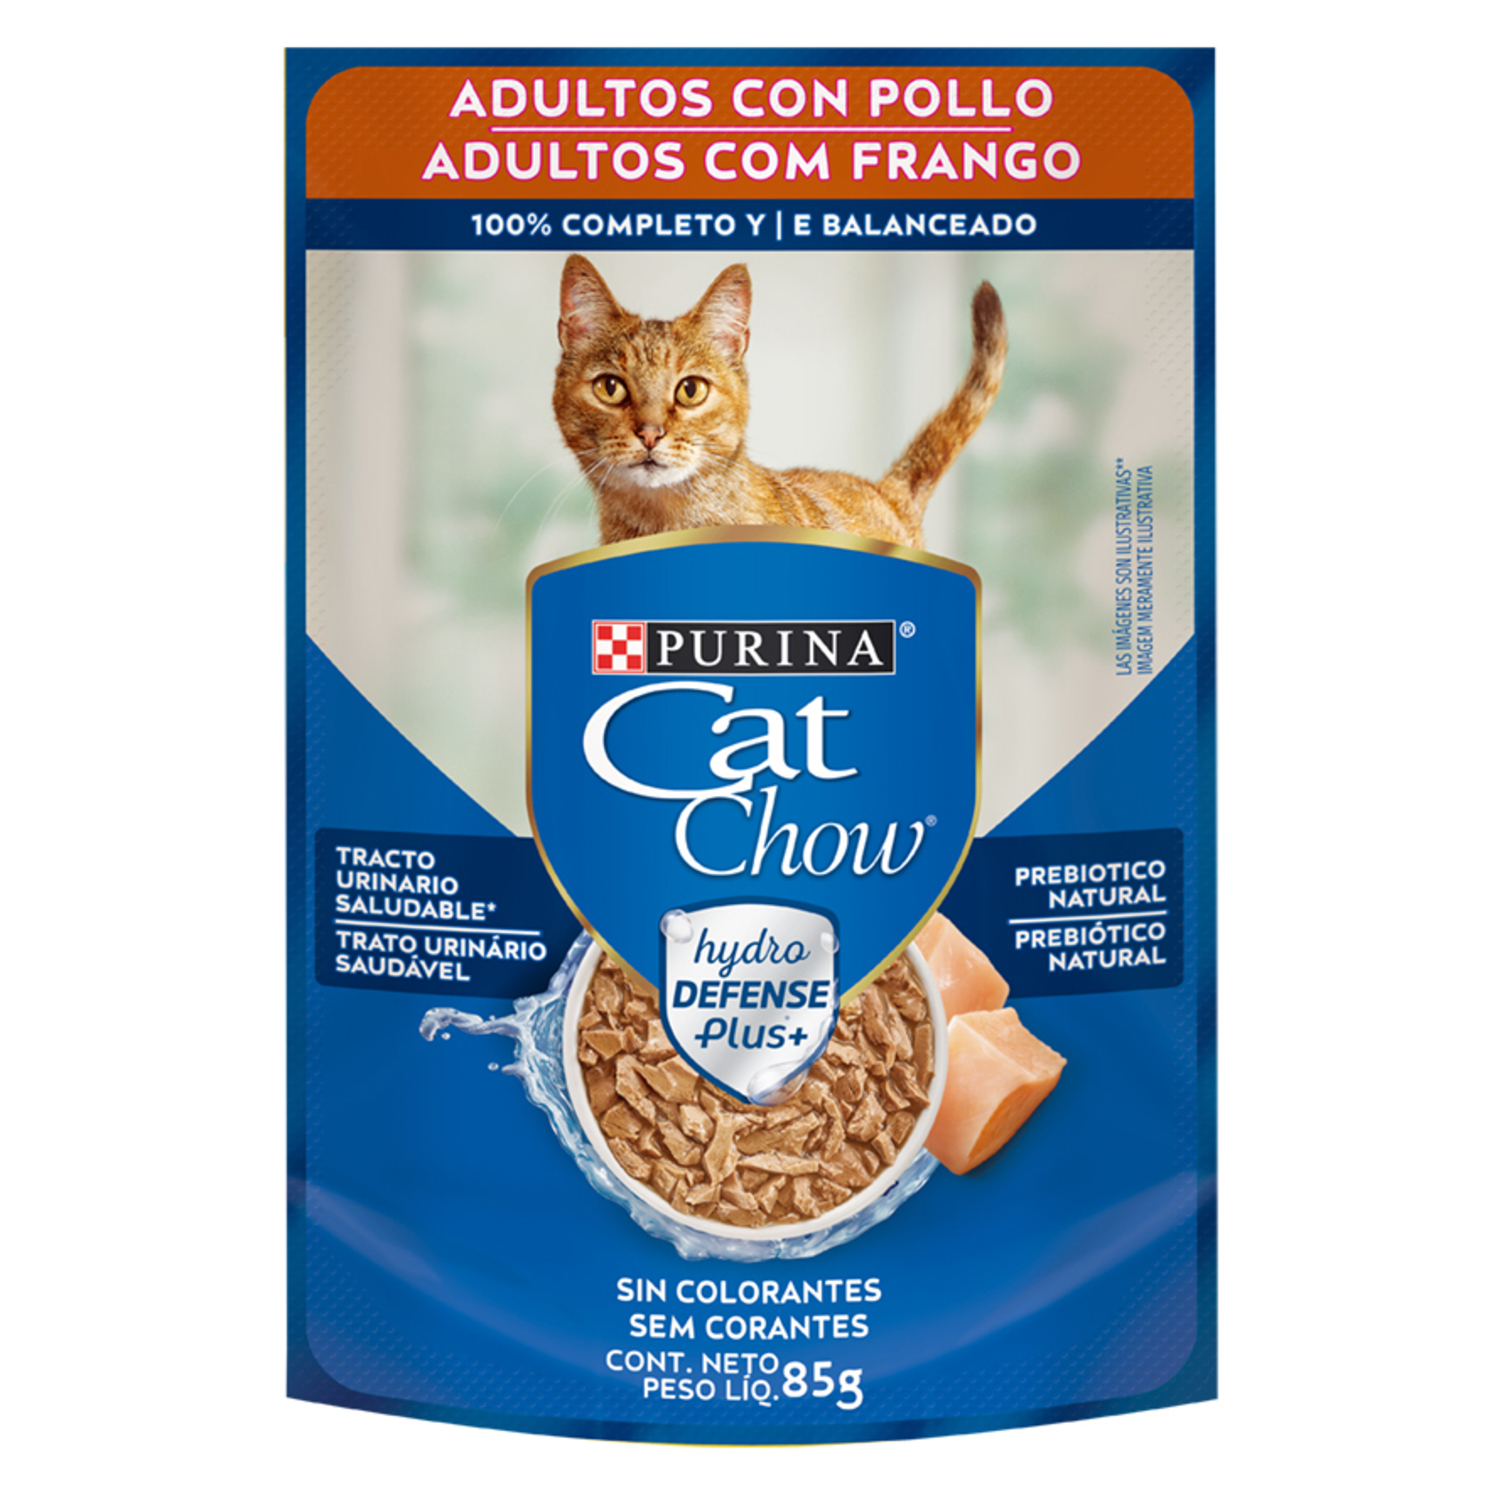 ADULTOS CON POLLO
ADULTOS COM FRANGO
100% COMPLETO Y | E BALANCEADO
LAS IMÁGENES SON ILUSTRATIVAS**
IMAGEM MERAMENTE ILUSTRATIVA
PURINA®
Cat
Chow®
TRACTO
URINARIO
SALUDABLE*
TRATO URINÁRIO
SAUDÁVEL
PREBIOTICO
NATURAL
PREBIÓTICO
NATURAL
hydro
DEFENSE
Plus+
SIN COLORANTES
SEM CORANTES
CONT. NETO
PESO LÍQ. 85g